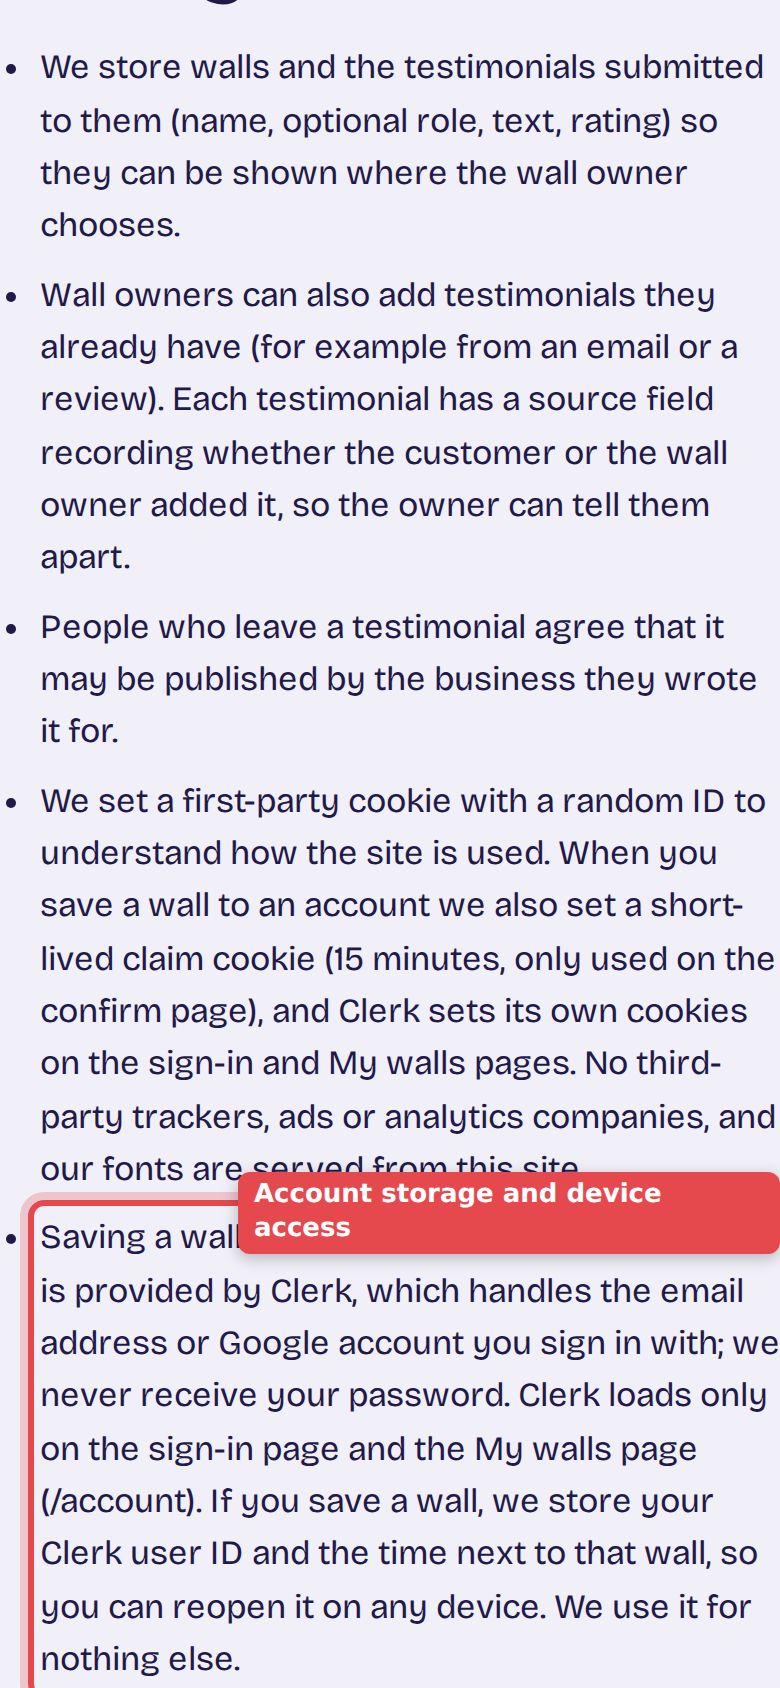 We store walls and the testimonials submitted
to them (name, optional role, text, rating) so
they can be shown where the wall owner
chooses.
Wall owners can also add testimonials they
already have (for example from an email or a
review). Each testimonial has a source field
recording whether the customer or the wall
owner added it, so the owner can tell them
apart.
People who leave a testimonial agree that it
may be published by the business they wrote
it for.
We set a first-party cookie with a random ID to
understand how the site is used. When you
save a wall to an account we also set a short-
lived claim cookie (15 minutes, only used on the
confirm page), and Clerk sets its own cookies
on the sign-in and My walls pages. No third-
party trackers, ads or analytics companies, and
our fonts are served from this site.
Account storage and device
access
Saving a wall
is provided by Clerk, which handles the email
address or Google account you sign in with; we
never receive your password. Clerk loads only
on the sign-in page and the My walls page
(/account). If you save a wall, we store your
Clerk user ID and the time next to that wall, so
you can reopen it on any device. We use it for
nothing else.